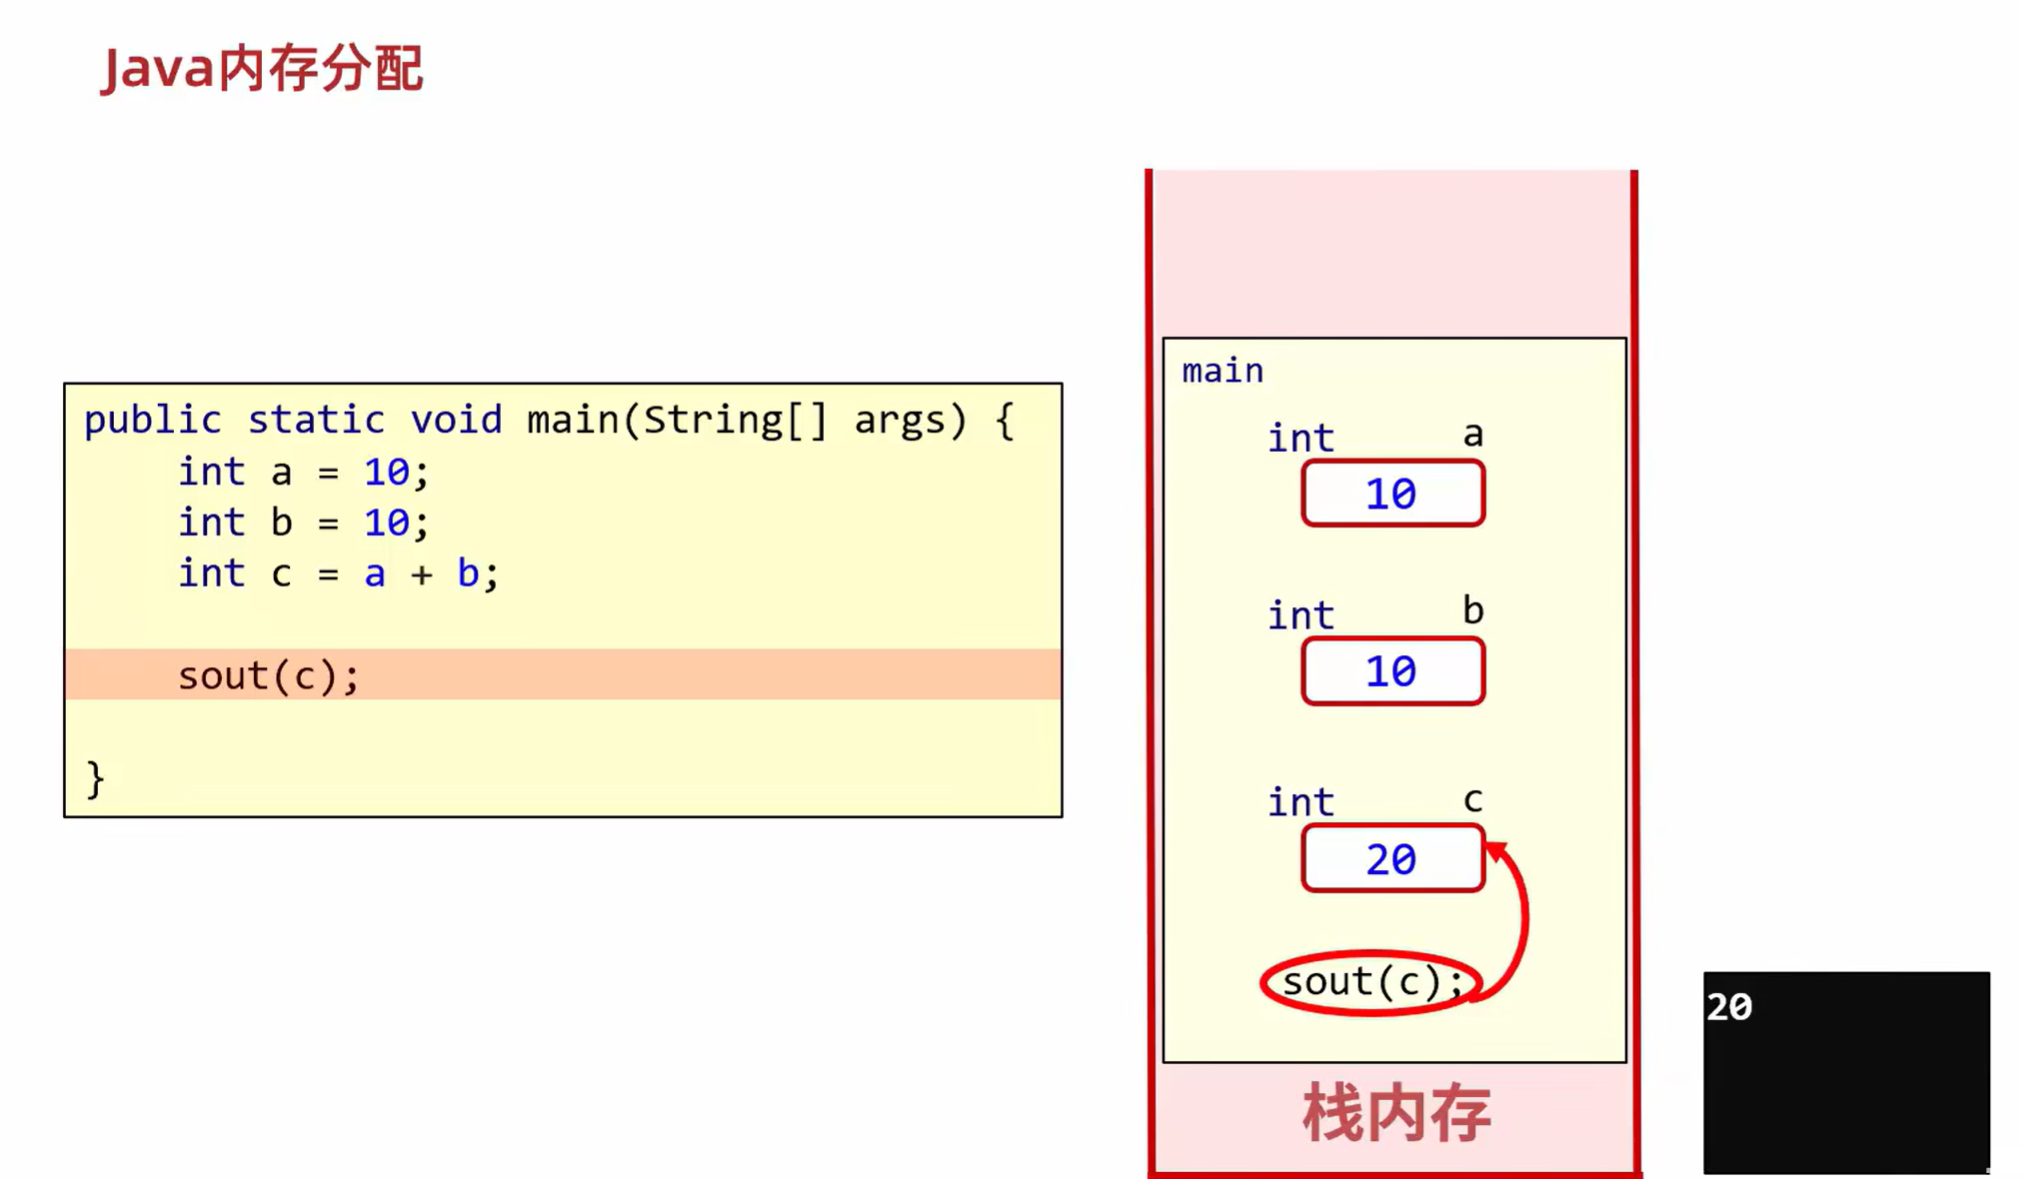 Java内存分配
public static void main(String[] args) {
    int a = 10;
    int b = 10;
    int c = a + b;
    sout(c);
}
main
int a
10
int b
10
int c
20
sout(c);
栈内存
20